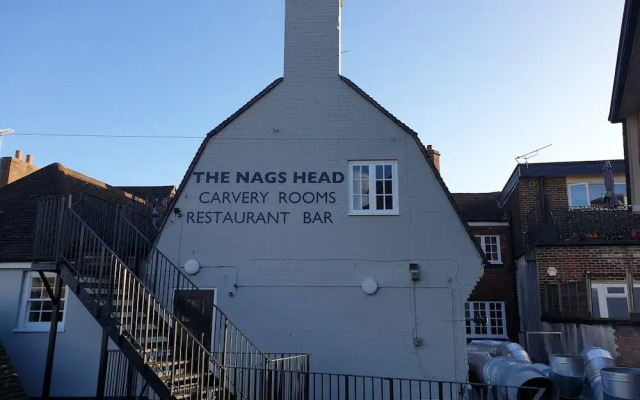 THE NAGS HEAD
CARVERY ROOMS
RESTAURANT BAR